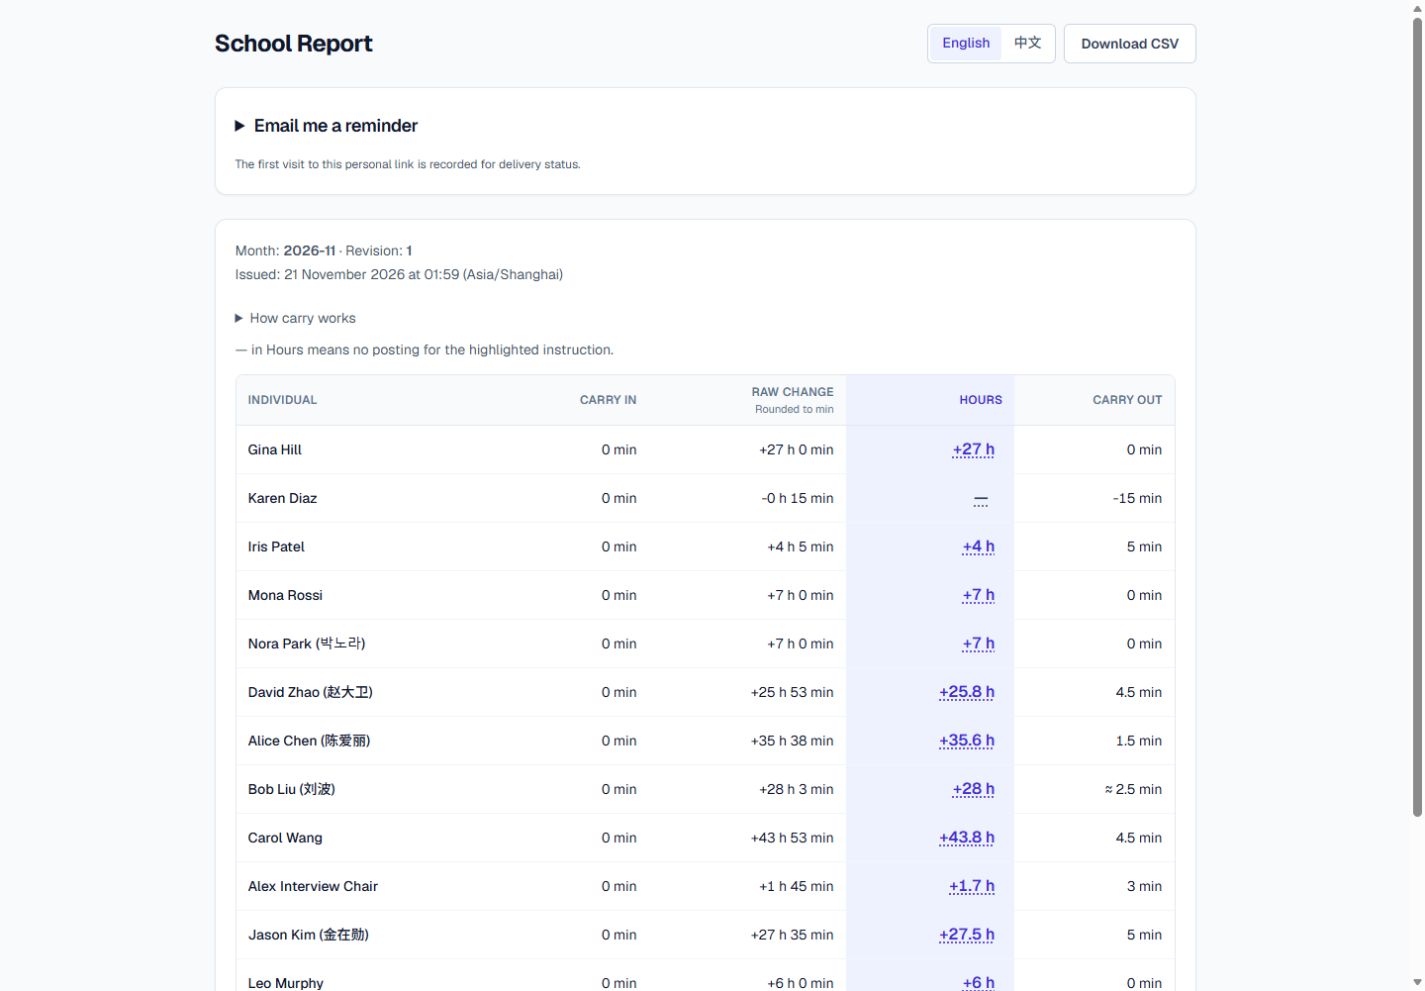 School Report
English 中文 Download CSV
▶ Email me a reminder
The first visit to this personal link is recorded for delivery status.
Month: 2026-11 · Revision: 1
Issued: 21 November 2026 at 01:59 (Asia/Shanghai)
▶ How carry works
— in Hours means no posting for the highlighted instruction.
INDIVIDUAL CARRY IN RAW CHANGE HOURS CARRY OUT
Rounded to min
Gina Hill 0 min +27 h 0 min +27 h 0 min
Karen Diaz 0 min -0 h 15 min — -15 min
Iris Patel 0 min +4 h 5 min +4 h 5 min
Mona Rossi 0 min +7 h 0 min +7 h 0 min
Nora Park (박노라) 0 min +7 h 0 min +7 h 0 min
David Zhao (赵大卫) 0 min +25 h 53 min +25.8 h 4.5 min
Alice Chen (陈爱丽) 0 min +35 h 38 min +35.6 h 1.5 min
Bob Liu (刘波) 0 min +28 h 3 min +28 h ≈ 2.5 min
Carol Wang 0 min +43 h 53 min +43.8 h 4.5 min
Alex Interview Chair 0 min +1 h 45 min +1.7 h 3 min
Jason Kim (金在勋) 0 min +27 h 35 min +27.5 h 5 min
Leo Murphy 0 min +6 h 0 min +6 h 0 min